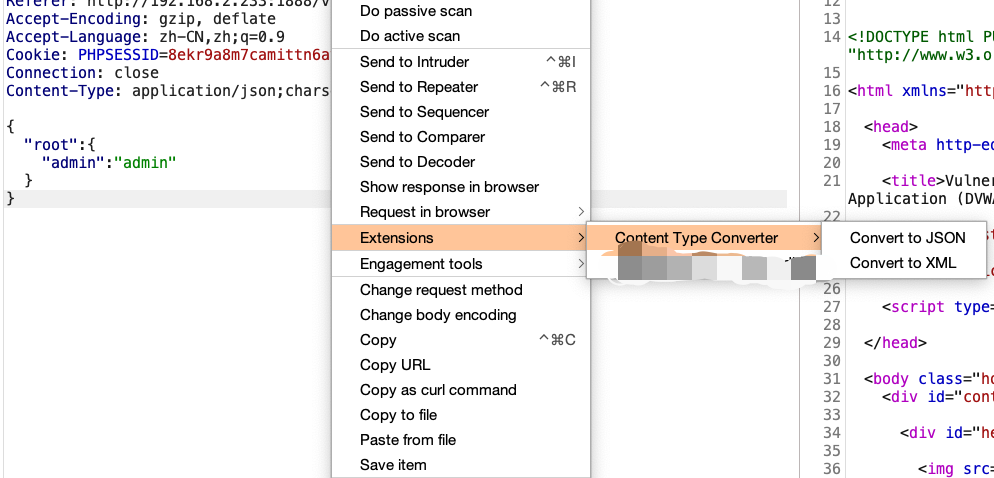 Referer: http://192.168.2.233:1888/v
Accept-Encoding: gzip, deflate
Accept-Language: zh-CN,zh;q=0.9
Cookie: PHPSESSID=8ekr9a8m7camittn6a
Connection: close
Content-Type: application/json;chars
{
"root":{
"admin":"admin"
}
}
Do passive scan
Do active scan
Send to Intruder ^⌘I
Send to Repeater ^⌘R
Send to Sequencer
Send to Comparer
Send to Decoder
Show response in browser
Request in browser >
Extensions >
Engagement tools >
Change request method
Change body encoding
Copy ^⌘C
Copy URL
Copy as curl command
Copy to file
Paste from file
Save item
Content Type Converter >
Convert to JSON
Convert to XML
12
13
14 <!DOCTYPE html PU
"http://www.w3.o
15
16 <html xmlns="http
17
18 <head>
19 <meta http-eq
20
21 <title>Vulner
Application (DVWA
22
26
27 <script type=
28
29 </head>
30
31 <body class="ho
32 <div id="cont
33
34 <div id="he
35
36 <img src=